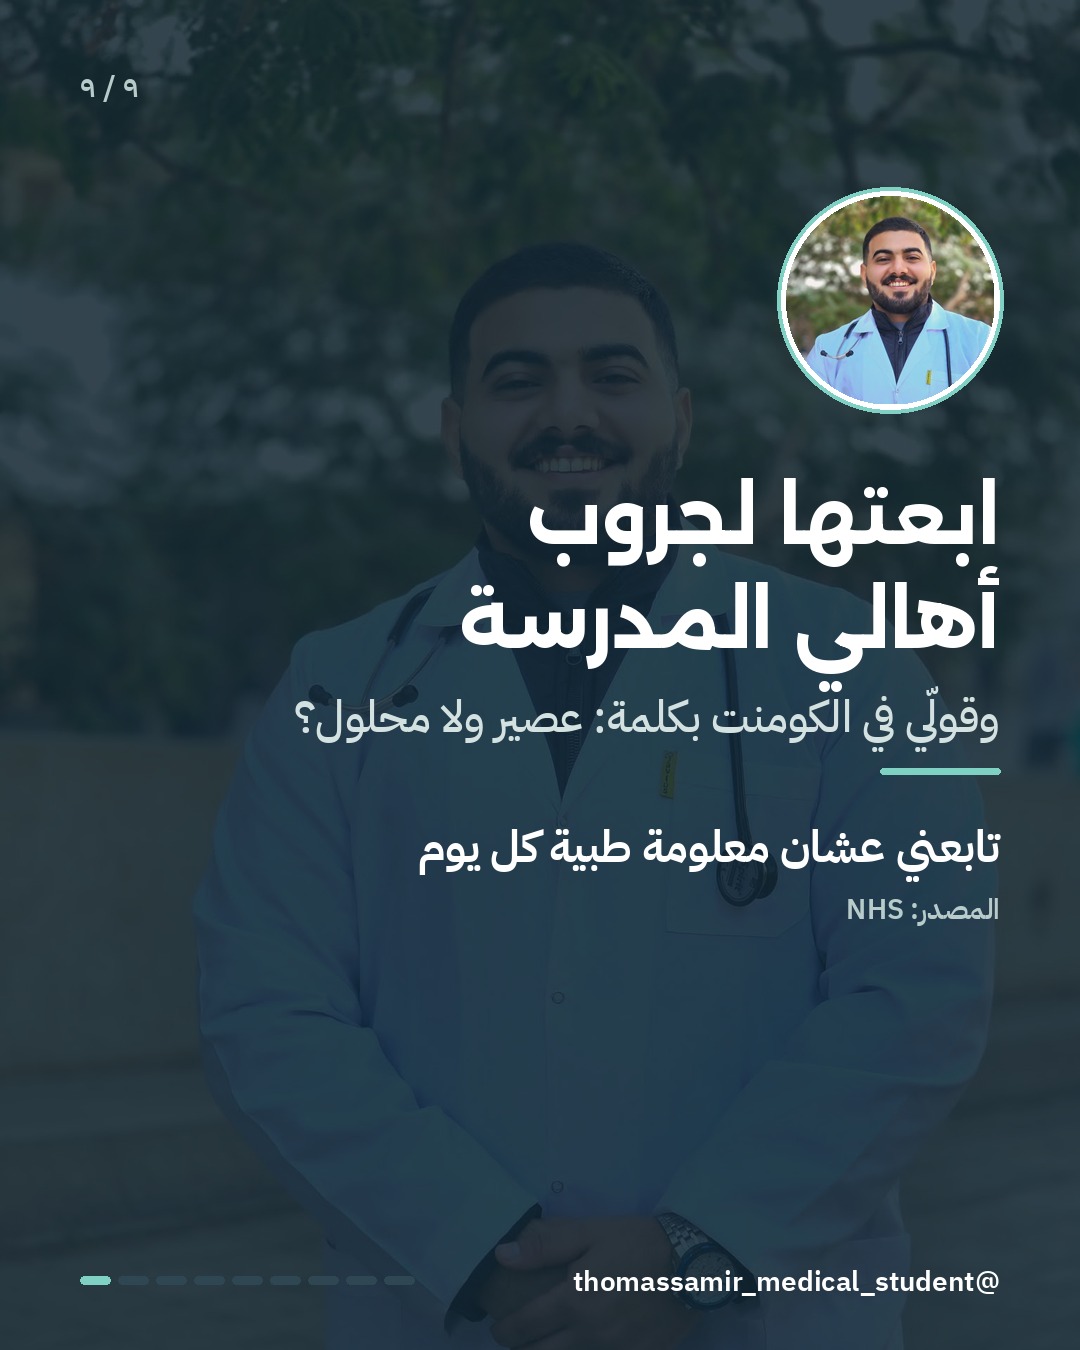 ٩ / ٩
ابعتها لجروب
أهالي المدرسة
وقولّي في الكومنت بكلمة: عصير ولا محلول؟
تابعني عشان معلومة طبية كل يوم
المصدر: NHS
thomassamir_medical_student@